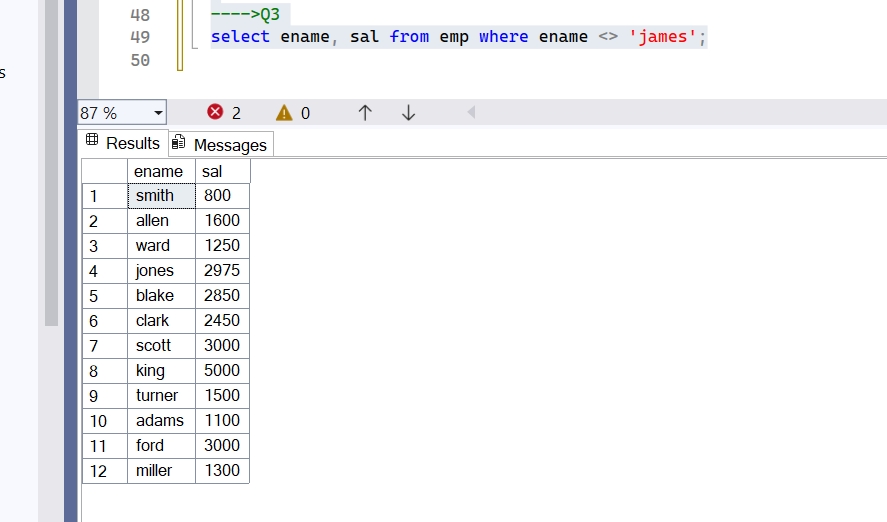 48 ---->Q3
49 select ename, sal from emp where ename <> 'james';
50
s
87 % 2 0
Results Messages
ename sal
1 smith 800
2 allen 1600
3 ward 1250
4 jones 2975
5 blake 2850
6 clark 2450
7 scott 3000
8 king 5000
9 turner 1500
10 adams 1100
11 ford 3000
12 miller 1300